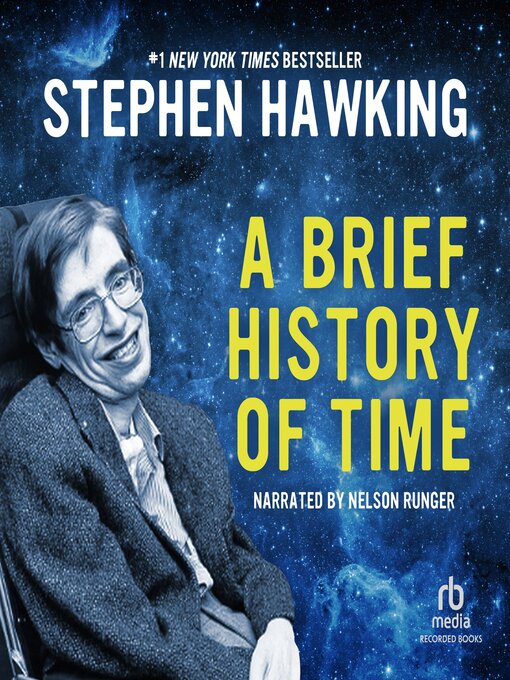 #1 NEW YORK TIMES BESTSELLER
STEPHEN HAWKING
A BRIEF
HISTORY
OF TIME
NARRATED BY NELSON RUNGER
rb
media
RECORDED BOOKS